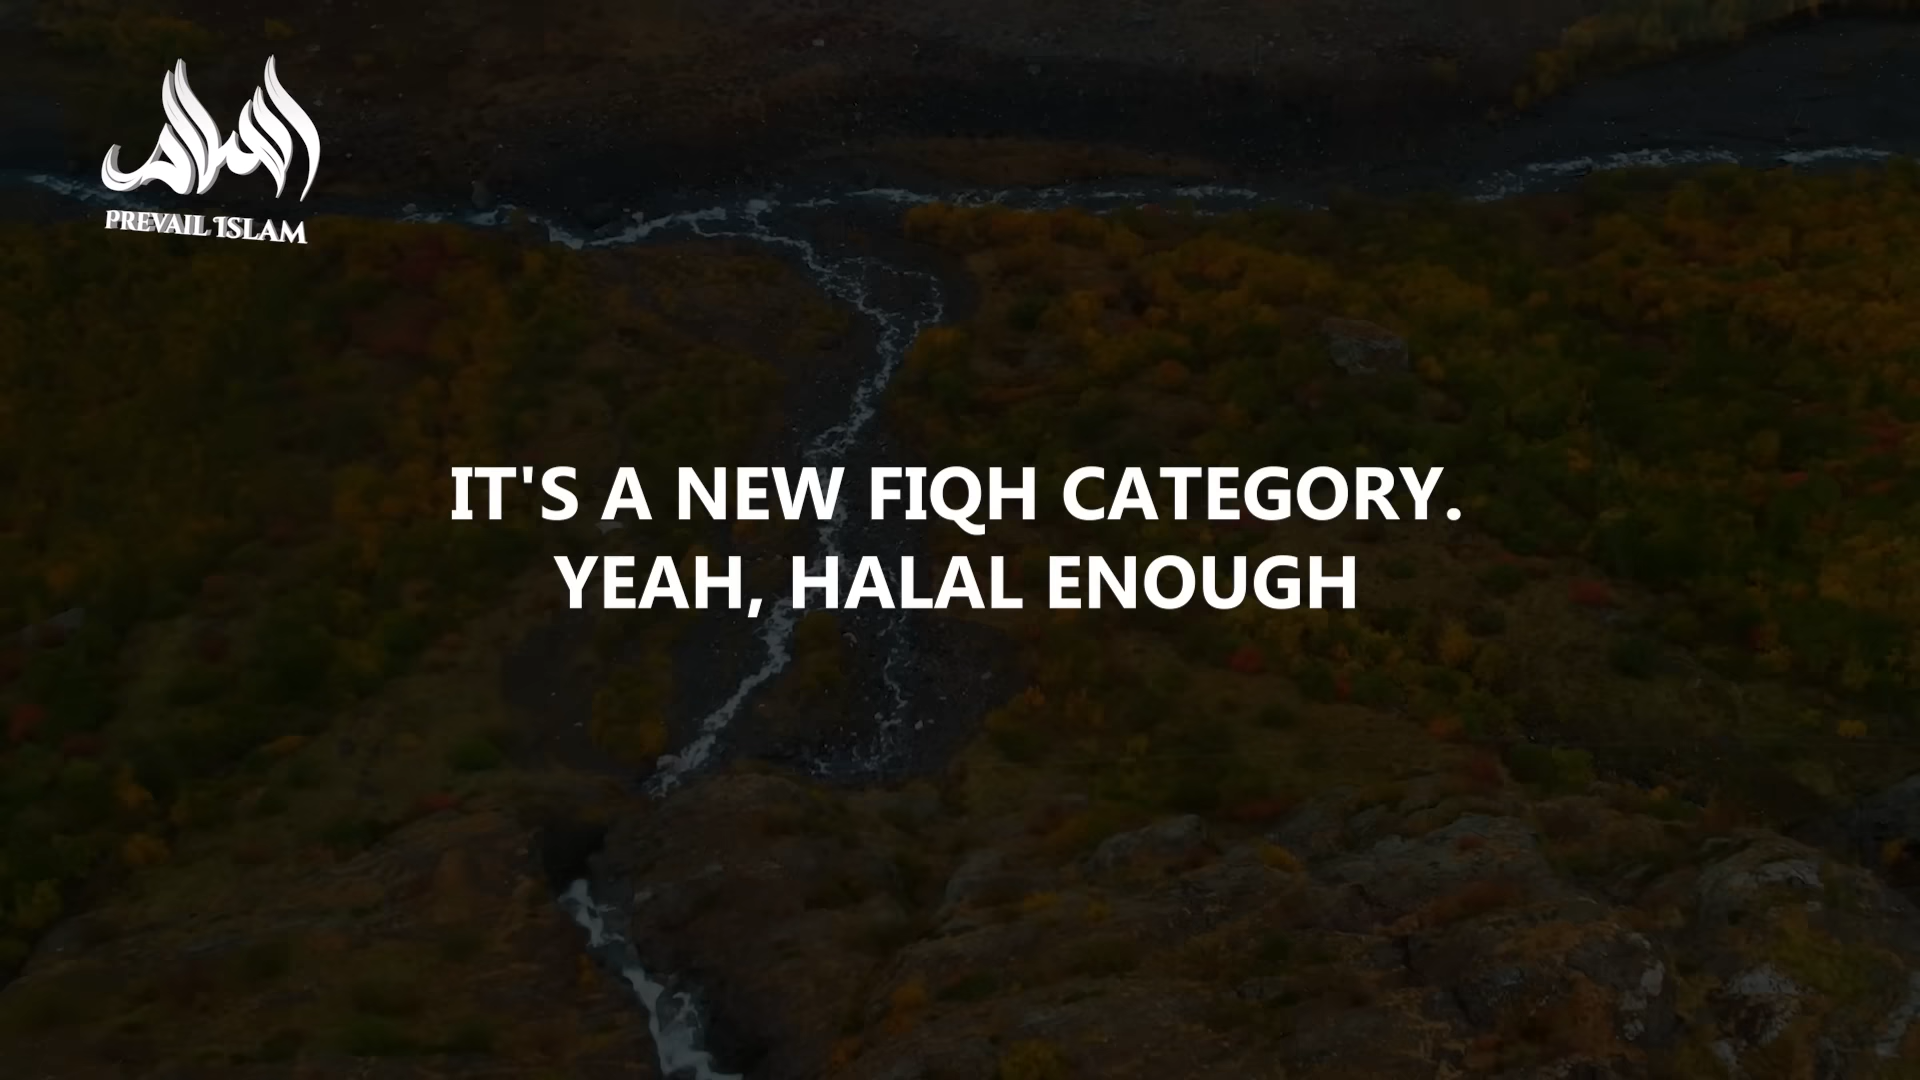 PREVAIL ISLAM
IT'S A NEW FIQH CATEGORY.
YEAH, HALAL ENOUGH